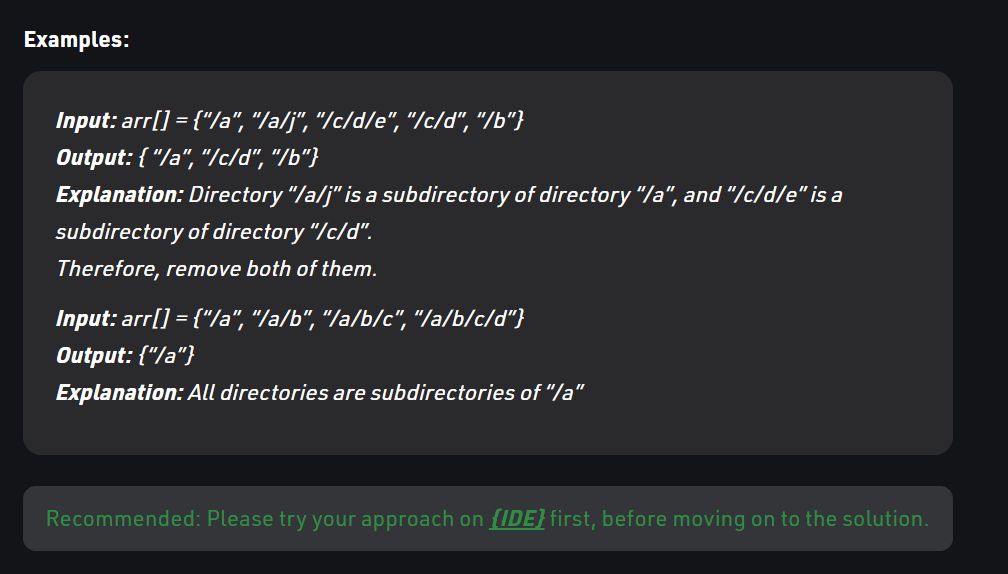 Examples:
Input: arr[] = {“/a”, “/a/j”, “/c/d/e”, “/c/d”, “/b”}
Output: { “/a”, “/c/d”, “/b”}
Explanation: Directory “/a/j” is a subdirectory of directory “/a”, and “/c/d/e” is a
subdirectory of directory “/c/d”.
Therefore, remove both of them.
Input: arr[] = {“/a”, “/a/b”, “/a/b/c”, “/a/b/c/d”}
Output: {“/a”}
Explanation: All directories are subdirectories of “/a”
Recommended: Please try your approach on {IDE} first, before moving on to the solution.